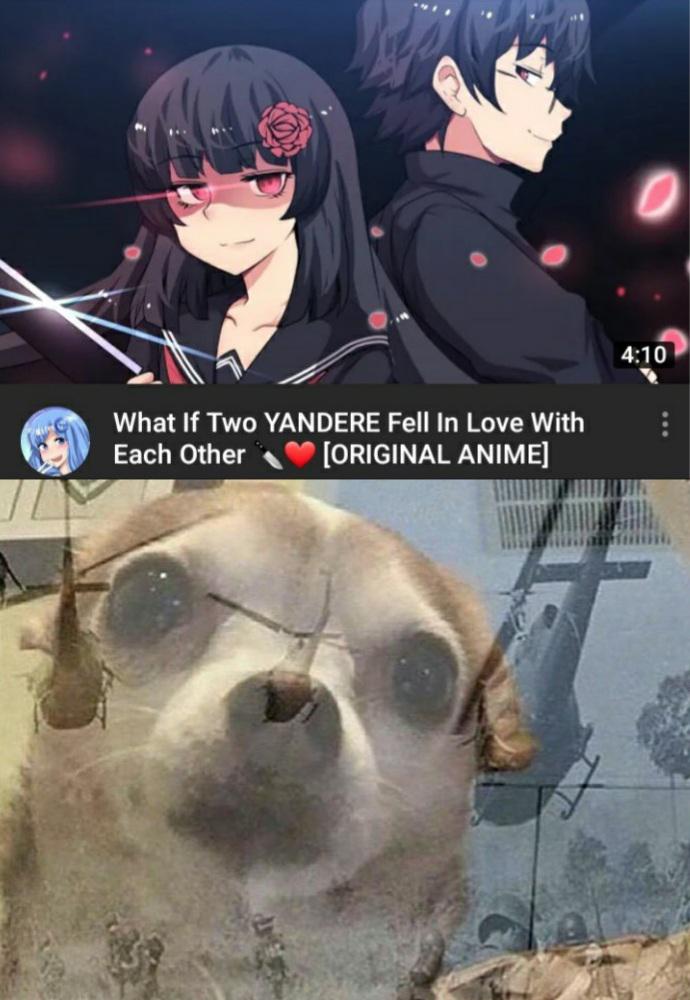 4:10
What If Two YANDERE Fell In Love With
Each Other 🔪❤️ [ORIGINAL ANIME]